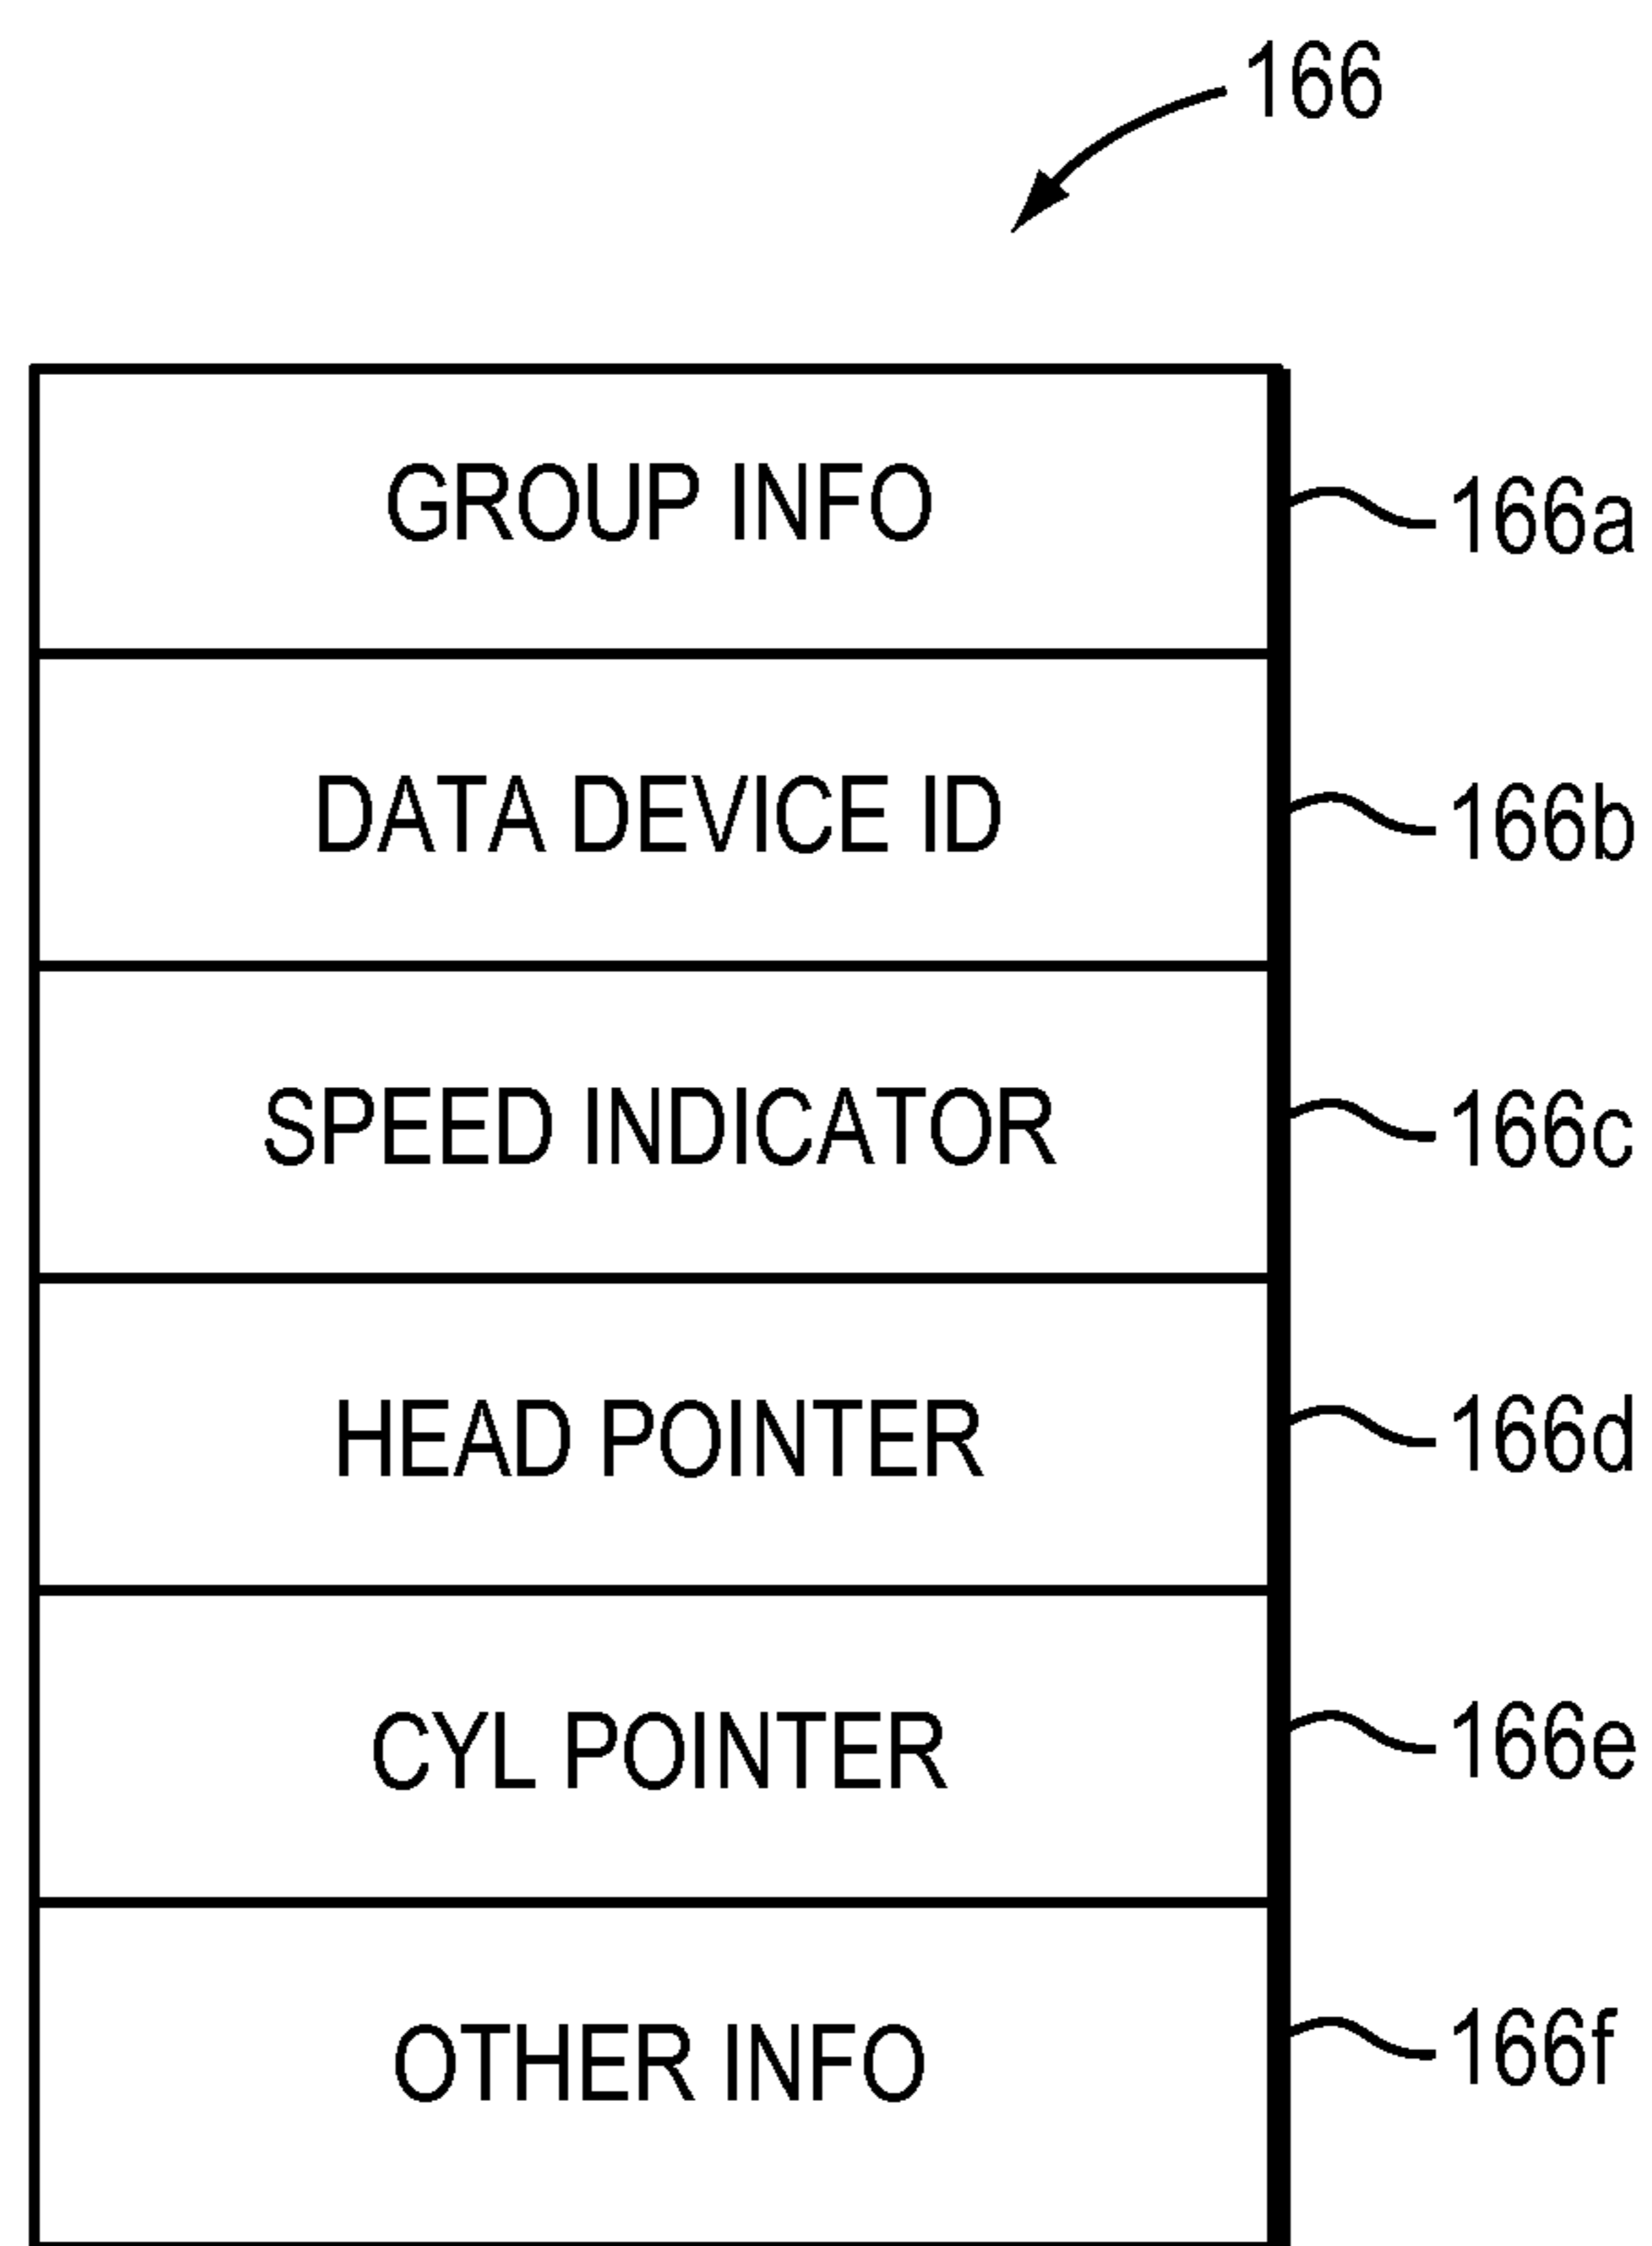 166
GROUP INFO 166a
DATA DEVICE ID 166b
SPEED INDICATOR 166c
HEAD POINTER 166d
CYL POINTER 166e
OTHER INFO 166f